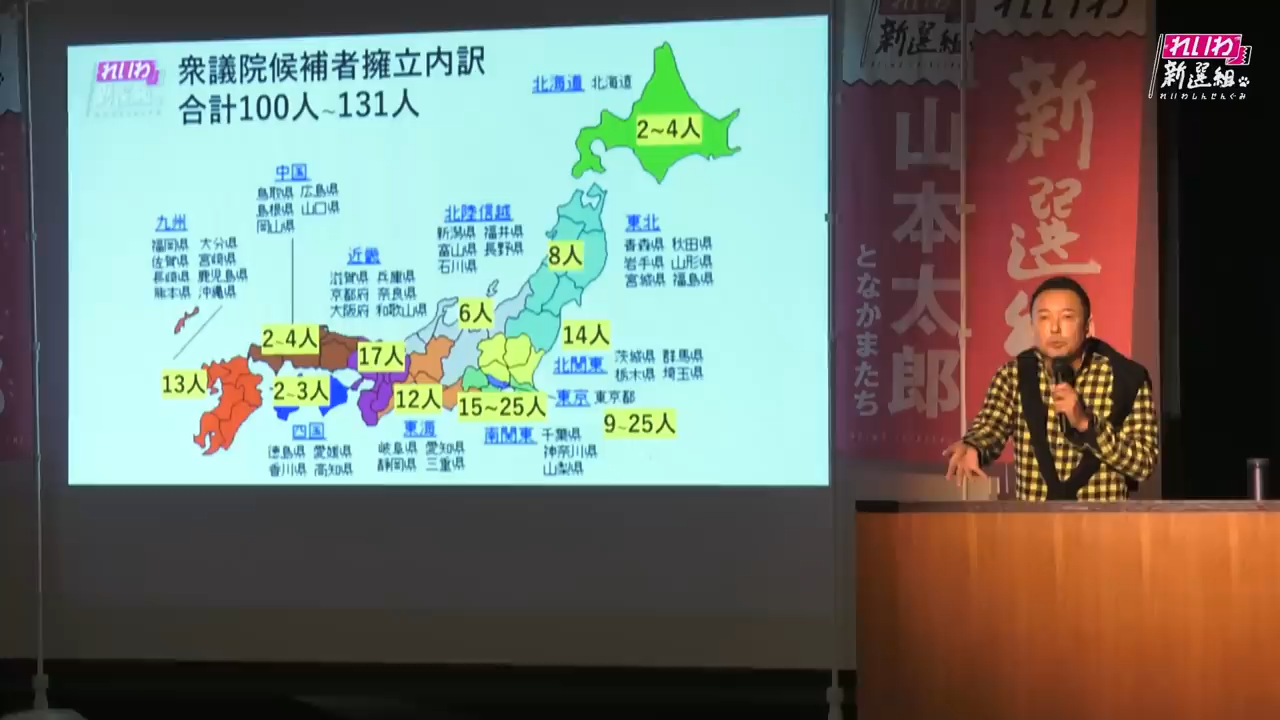 れいわ
衆議院候補者擁立内訳
合計100人~131人
北海道 北海道
2~4人
中国
鳥取県 広島県
島根県 山口県
岡山県
九州
福岡県 大分県
佐賀県 宮崎県
長崎県 鹿児島県
熊本県 沖縄県
近畿
滋賀県 兵庫県
京都府 奈良県
大阪府 和歌山県
北陸信越
新潟県 福井県
富山県 長野県
石川県
東北
青森県 秋田県
岩手県 山形県
宮城県 福島県
8人
6人
2~4人
17人
14人
13人
2~3人
12人
15~25人
北関東
茨城県 群馬県
栃木県 埼玉県
~東京 東京都
9~25人
四国
徳島県 愛媛県
香川県 高知県
東海
岐阜県 愛知県
静岡県 三重県
南関東 千葉県
神奈川県
山梨県
新選組
山本太郎
となかまたち
れいわ
新選
れいわ
新選組
れいわしんせんぐみ